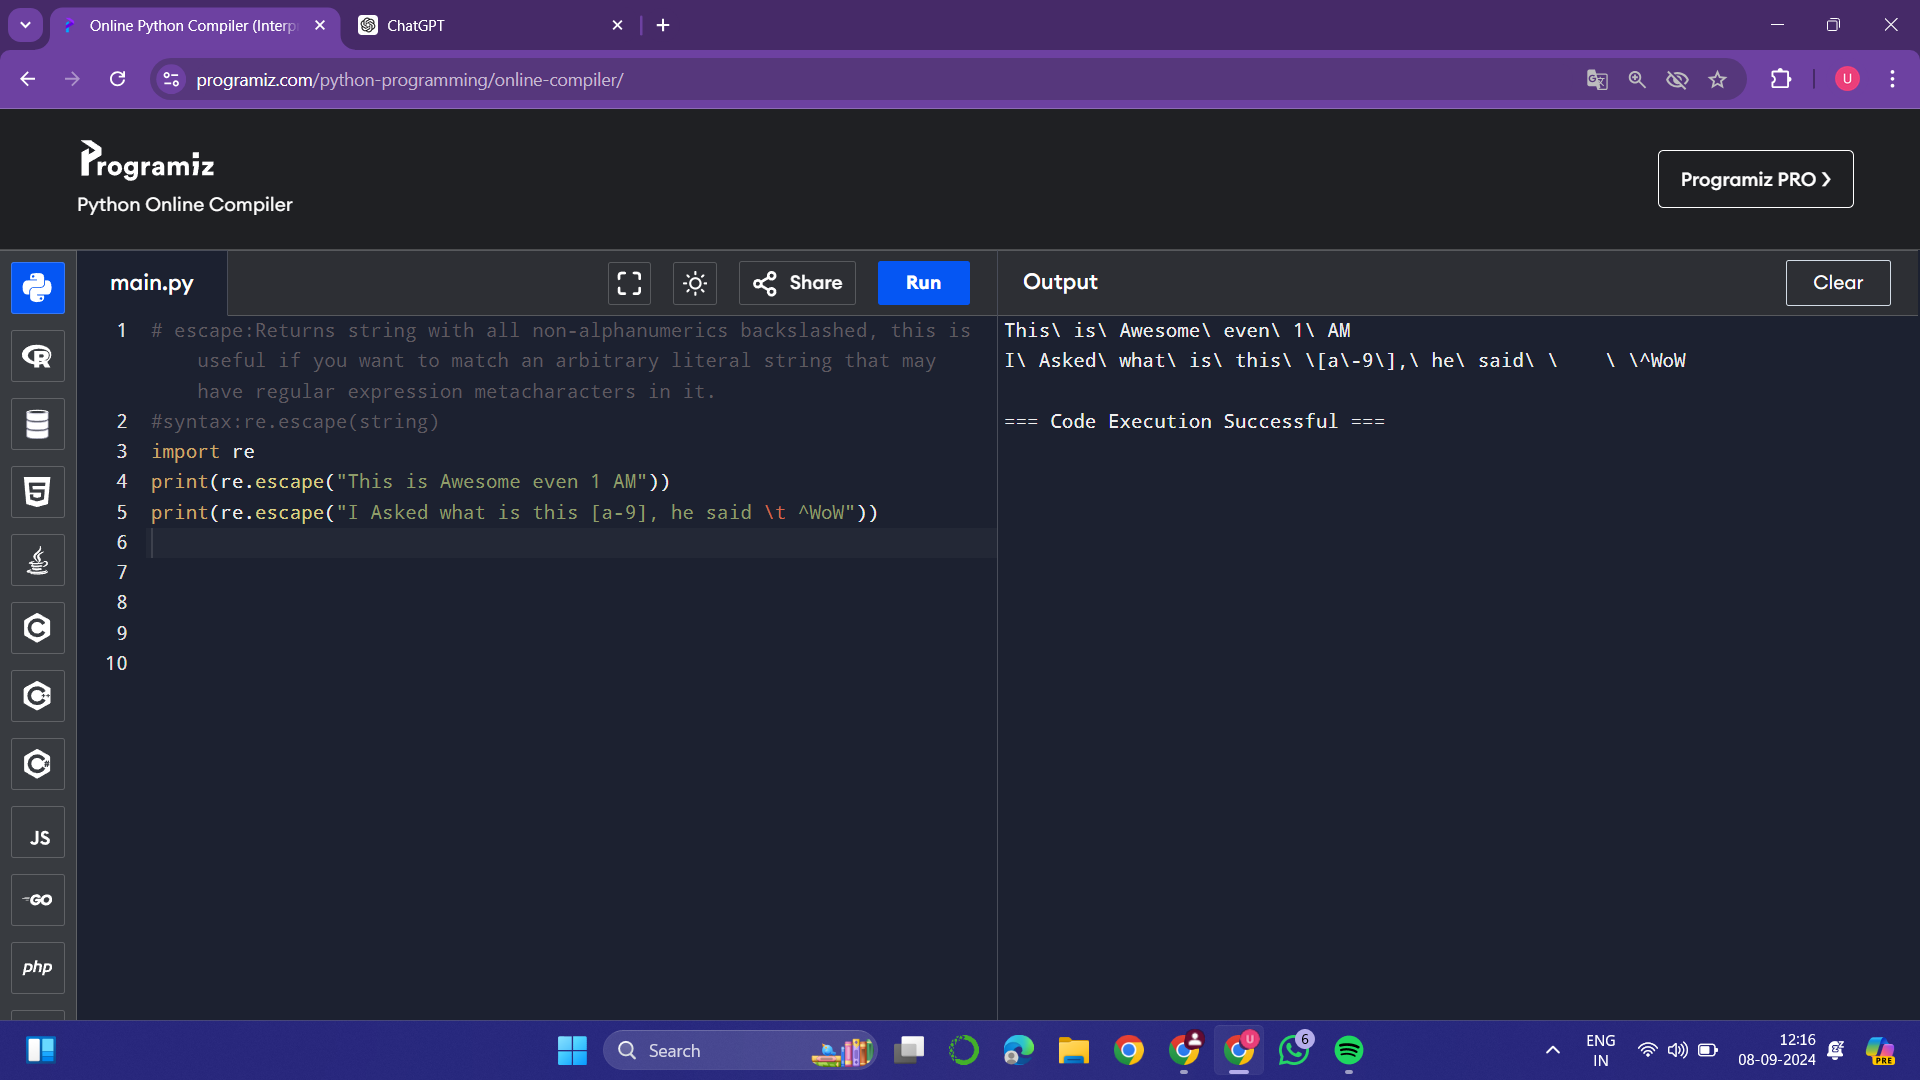 Online Python Compiler (Interp
ChatGPT
programiz.com/python-programming/online-compiler/
U
Programiz
Python Online Compiler
Programiz PRO ❯
main.py
Share
Run
Output
Clear
1 # escape:Returns string with all non-alphanumerics backslashed, this is
useful if you want to match an arbitrary literal string that may
have regular expression metacharacters in it.
2 #syntax:re.escape(string)
3 import re
4 print(re.escape("This is Awesome even 1 AM"))
5 print(re.escape("I Asked what is this [a-9], he said \t ^WoW"))
6
7
8
9
10
This\ is\ Awesome\ even\ 1\ AM
I\ Asked\ what\ is\ this\ \[a\-9\],\ he\ said\ \    \ \^WoW
=== Code Execution Successful ===
R
5
C
C++
C#
JS
GO
php
Search
U
6
ENG
IN
12:16
08-09-2024
PRE